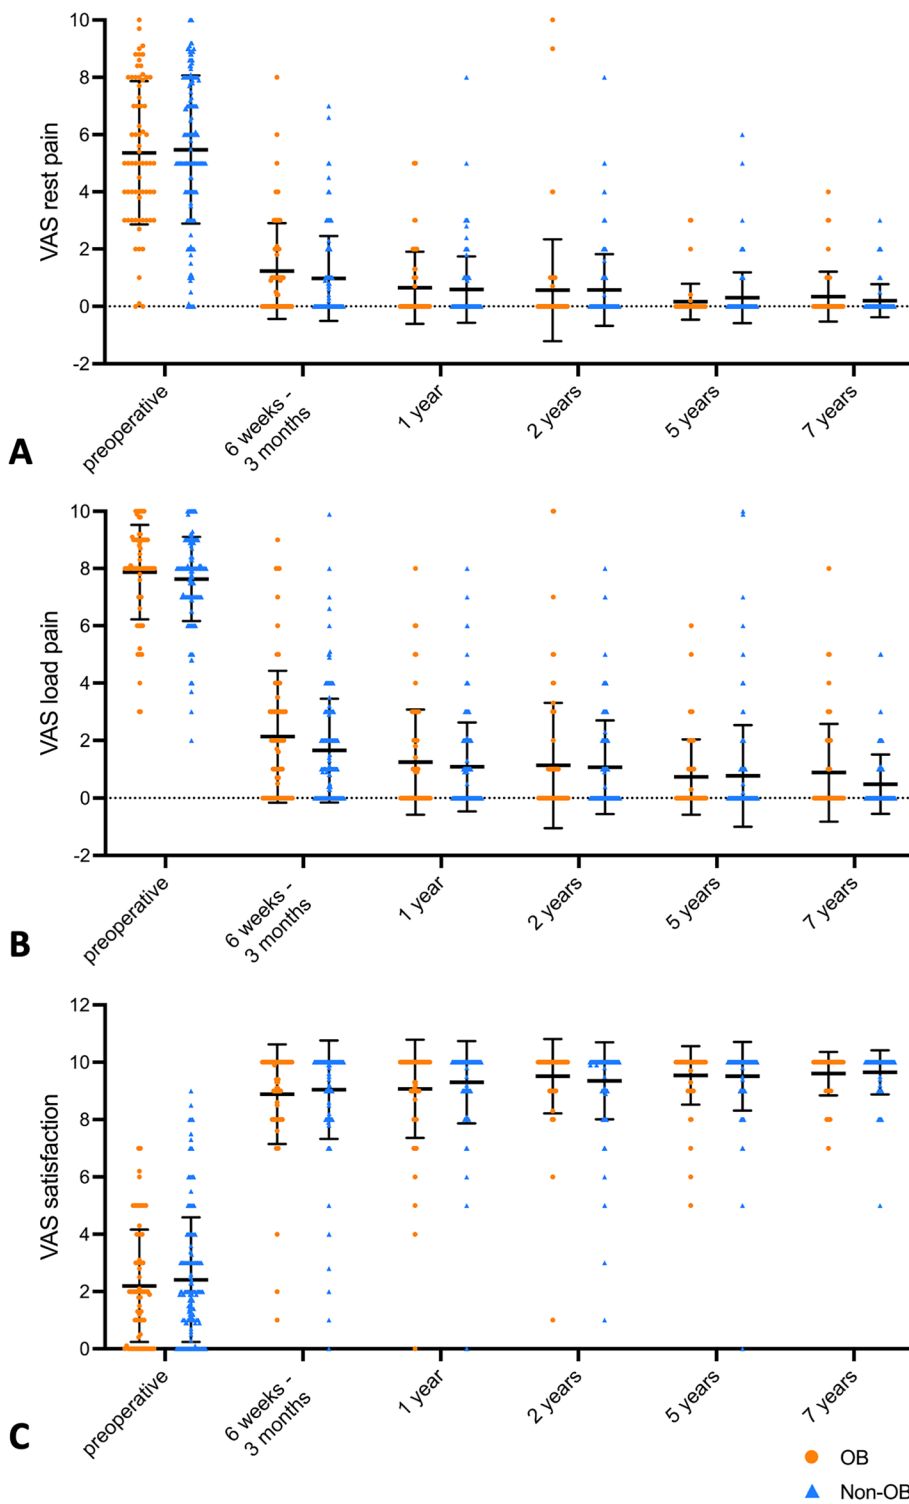 10
8
6
4
2
0
-2
VAS rest pain
preoperative
6 weeks -
3 months
1 year
2 years
5 years
7 years
A
10
8
6
4
2
0
-2
VAS load pain
preoperative
6 weeks -
3 months
1 year
2 years
5 years
7 years
B
12
10
8
6
4
2
0
VAS satisfaction
preoperative
6 weeks -
3 months
1 year
2 years
5 years
7 years
C
OB
Non-OB